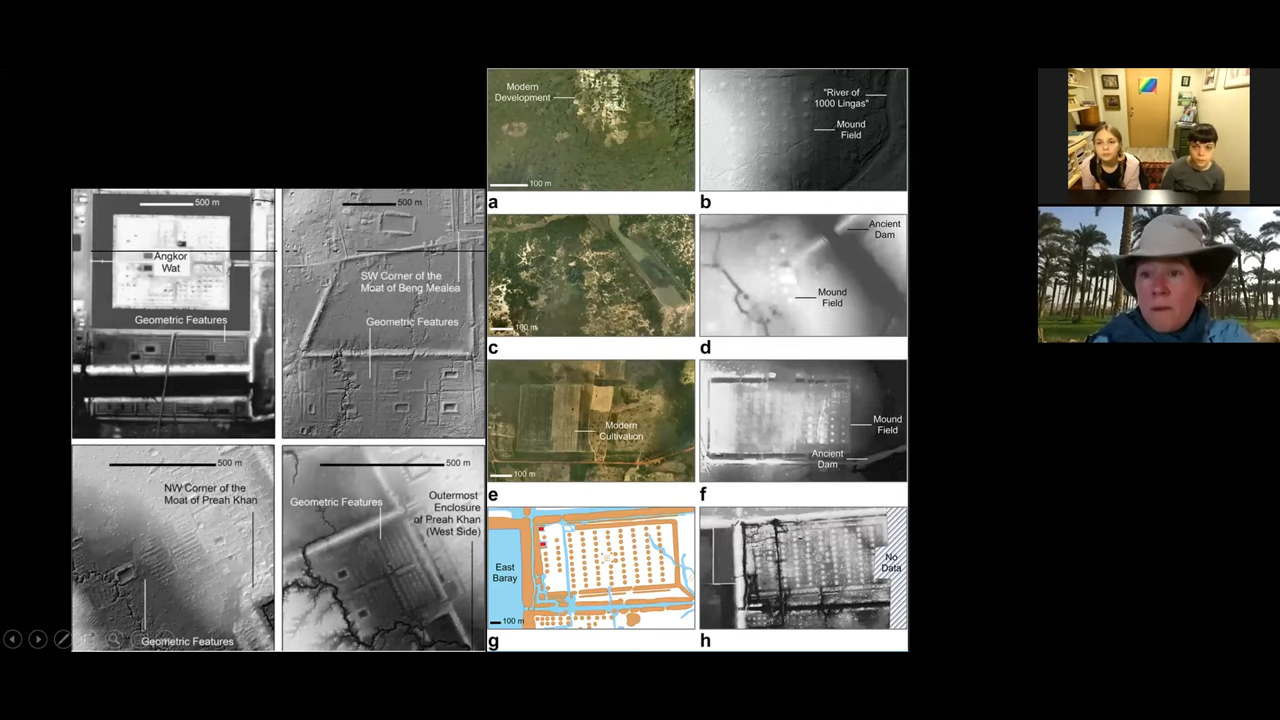 500 m
Angkor
Wat
Geometric Features
500 m
SW Corner of the
Moat of Beng Mealea
Geometric Features
500 m
NW Corner of the
Moat of Preah Khan
Geometric Features
500 m
Geometric Features
Outermost
Enclosure
of Preah Khan
(West Side)
Modern
Development
100 m
a
"River of
1000 Lingas"
Mound
Field
b
100 m
c
Ancient
Dam
Mound
Field
d
Modern
Cultivation
100 m
e
Mound
Field
Ancient
Dam
f
East
Baray
100 m
g
No
Data
h